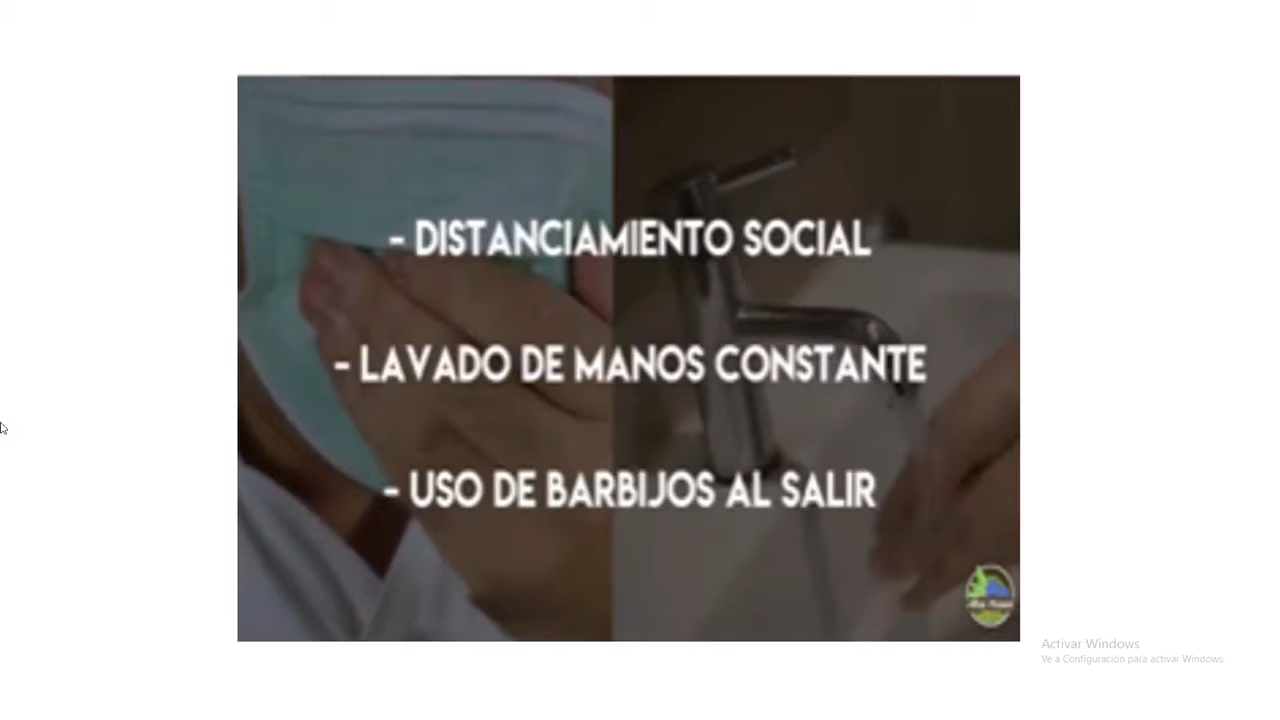 - DISTANCIAMIENTO SOCIAL
- LAVADO DE MANOS CONSTANTE
- USO DE BARBIJOS AL SALIR
Activar Windows
Ve a Configuración para activar Windows.